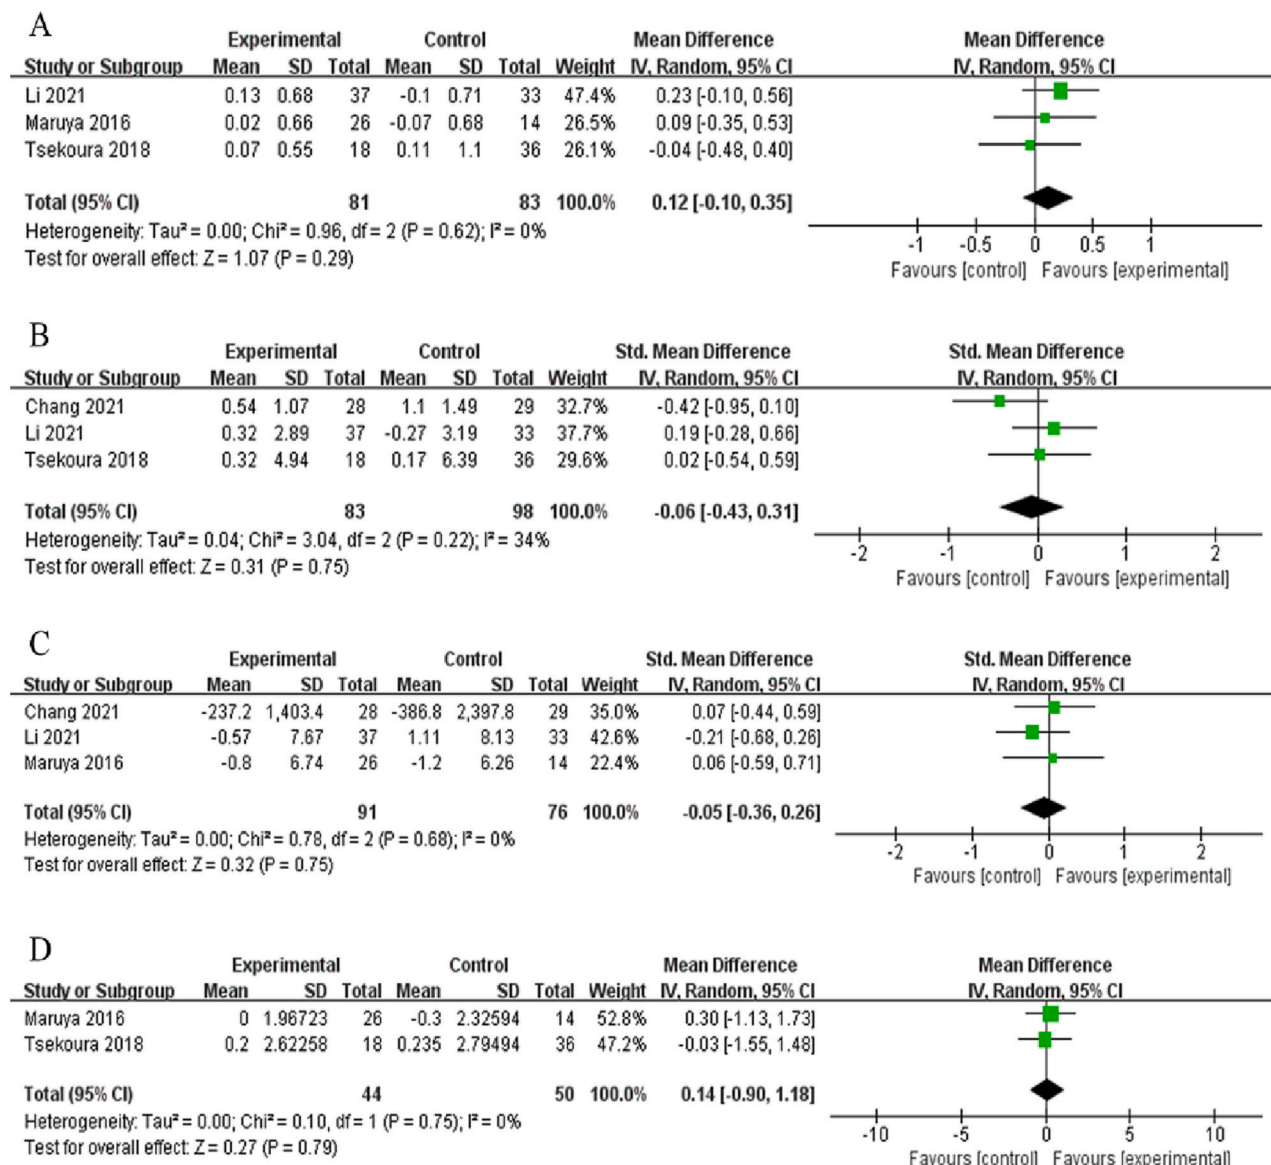 A
Experimental Control Mean Difference Mean Difference
Study or Subgroup Mean SD Total Mean SD Total Weight IV, Random, 95% CI IV, Random, 95% CI
Li 2021 0.13 0.68 37 -0.1 0.71 33 47.4% 0.23 [-0.10, 0.56]
Maruya 2016 0.02 0.66 26 -0.07 0.68 14 26.5% 0.09 [-0.35, 0.53]
Tsekoura 2018 0.07 0.55 18 0.11 1.1 36 26.1% -0.04 [-0.48, 0.40]
Total (95% CI) 81 83 100.0% 0.12 [-0.10, 0.35]
Heterogeneity: Tau² = 0.00; Chi² = 0.96, df = 2 (P = 0.62); I² = 0%
Test for overall effect: Z = 1.07 (P = 0.29)
-1 -0.5 0 0.5 1
Favours [control] Favours [experimental]
B
Experimental Control Std. Mean Difference Std. Mean Difference
Study or Subgroup Mean SD Total Mean SD Total Weight IV, Random, 95% CI IV, Random, 95% CI
Chang 2021 0.54 1.07 28 1.1 1.49 29 32.7% -0.42 [-0.95, 0.10]
Li 2021 0.32 2.89 37 -0.27 3.19 33 37.7% 0.19 [-0.28, 0.66]
Tsekoura 2018 0.32 4.94 18 0.17 6.39 36 29.6% 0.02 [-0.54, 0.59]
Total (95% CI) 83 98 100.0% -0.06 [-0.43, 0.31]
Heterogeneity: Tau² = 0.04; Chi² = 3.04, df = 2 (P = 0.22); I² = 34%
Test for overall effect: Z = 0.31 (P = 0.75)
-2 -1 0 1 2
Favours [control] Favours [experimental]
C
Experimental Control Std. Mean Difference Std. Mean Difference
Study or Subgroup Mean SD Total Mean SD Total Weight IV, Random, 95% CI IV, Random, 95% CI
Chang 2021 -237.2 1,403.4 28 -386.8 2,397.8 29 35.0% 0.07 [-0.44, 0.59]
Li 2021 -0.57 7.67 37 1.11 8.13 33 42.6% -0.21 [-0.68, 0.26]
Maruya 2016 -0.8 6.74 26 -1.2 6.26 14 22.4% 0.06 [-0.59, 0.71]
Total (95% CI) 91 76 100.0% -0.05 [-0.36, 0.26]
Heterogeneity: Tau² = 0.00; Chi² = 0.78, df = 2 (P = 0.68); I² = 0%
Test for overall effect: Z = 0.32 (P = 0.75)
-2 -1 0 1 2
Favours [control] Favours [experimental]
D
Experimental Control Mean Difference Mean Difference
Study or Subgroup Mean SD Total Mean SD Total Weight IV, Random, 95% CI IV, Random, 95% CI
Maruya 2016 0 1.96723 26 -0.3 2.32594 14 52.8% 0.30 [-1.13, 1.73]
Tsekoura 2018 0.2 2.62258 18 0.235 2.79494 36 47.2% -0.03 [-1.55, 1.48]
Total (95% CI) 44 50 100.0% 0.14 [-0.90, 1.18]
Heterogeneity: Tau² = 0.00; Chi² = 0.10, df = 1 (P = 0.75); I² = 0%
Test for overall effect: Z = 0.27 (P = 0.79)
-10 -5 0 5 10
Favours [control] Favours [experimental]